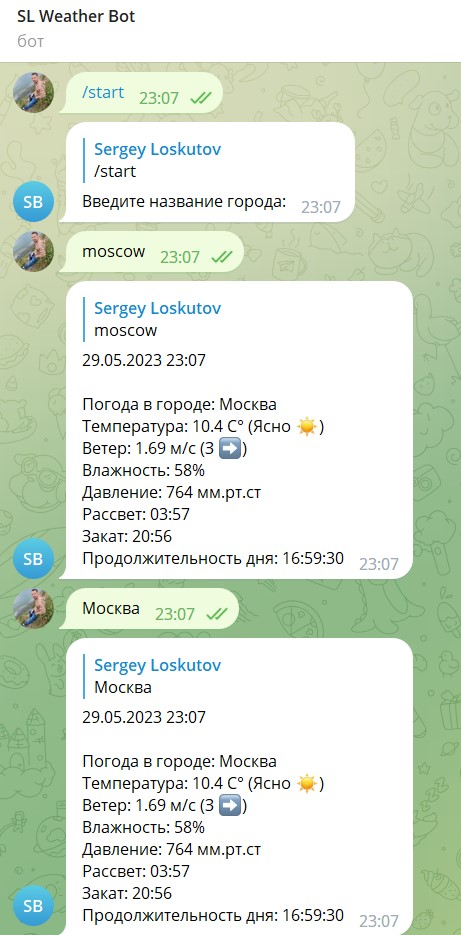 SL Weather Bot
бот
/start 23:07
Sergey Loskutov
/start
Введите название города: 23:07
SB
moscow 23:07
Sergey Loskutov
moscow
29.05.2023 23:07
Погода в городе: Москва
Температура: 10.4 C° (Ясно ☀️)
Ветер: 1.69 м/с (З ➡️)
Влажность: 58%
Давление: 764 мм.рт.ст
Рассвет: 03:57
Закат: 20:56
Продолжительность дня: 16:59:30 23:07
SB
Москва 23:07
Sergey Loskutov
Москва
29.05.2023 23:07
Погода в городе: Москва
Температура: 10.4 C° (Ясно ☀️)
Ветер: 1.69 м/с (З ➡️)
Влажность: 58%
Давление: 764 мм.рт.ст
Рассвет: 03:57
Закат: 20:56
Продолжительность дня: 16:59:30 23:07
SB